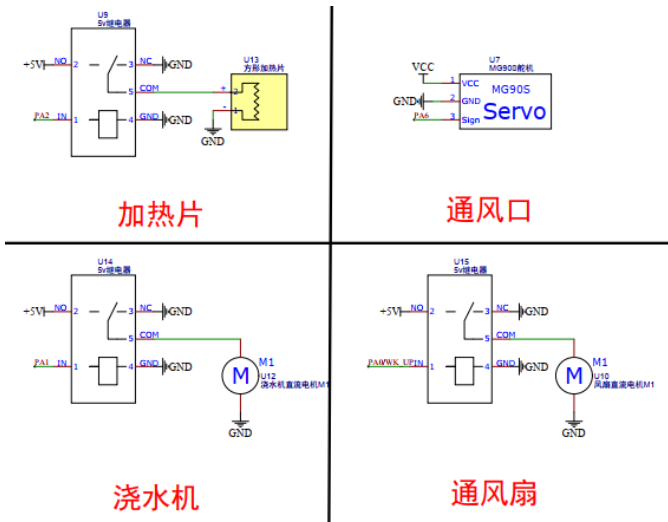 U9
5v继电器
+5V
NO
2
3
NC
GND
5
COM
PA2
IN
1
4
GND
GND
U13
方形加热片
+
2
-
1
GND
加热片
U7
MG90S舵机
VCC
1
VCC
MG90S
GND
2
GND
Servo
PA6
3
Sign
通风口
U14
5v继电器
+5V
NO
2
3
NC
GND
5
COM
PA1
IN
1
4
GND
GND
M
M1
U12
浇水机直流电机M1
GND
浇水机
U15
5v继电器
+5V
NO
2
3
NC
GND
5
COM
PA0/WK_UP
IN
1
4
GND
GND
M
M1
U10
风扇直流电机M1
GND
通风扇